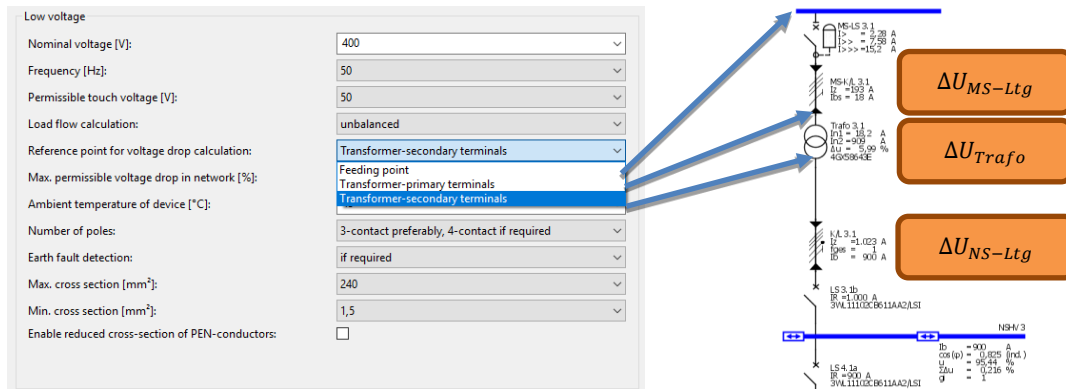 Low voltage
Nominal voltage [V]: 400
Frequency [Hz]: 50
Permissible touch voltage [V]: 50
Load flow calculation: unbalanced
Reference point for voltage drop calculation: Transformer-secondary terminals
Feeding point
Max. permissible voltage drop in network [%]: Transformer-primary terminals
Transformer-secondary terminals
Ambient temperature of device [°C]:
Number of poles: 3-contact preferably, 4-contact if required
Earth fault detection: if required
Max. cross section [mm²]: 240
Min. cross section [mm²]: 1,5
Enable reduced cross-section of PEN-conductors:
MS-LS 3.1
I> = 2,28 A
I>> = 7,58 A
I>>> =15,2 A
MS-K/L 3.1
Iz =193 A
Ibs = 18 A
Trafo 3.1
In1 = 18,2 A
In2 = 909 A
Δu = 5,99 %
4GX58643E
K/L 3.1
Iz =1.023 A
fges = 1
Ib = 900 A
LS 3.1b
IR =1.000 A
3WL11102CB611AA2/LSI
NSHV 3
Ib =900 A
cos(φ) = 0,825 (ind.)
u = 95,44 %
ΣΔu = 0,216 %
gi = 1
LS 4.1a
IR =900 A
3WL11102CB611AA2/LSI
ΔU_MS−Ltg
ΔU_Trafo
ΔU_NS−Ltg